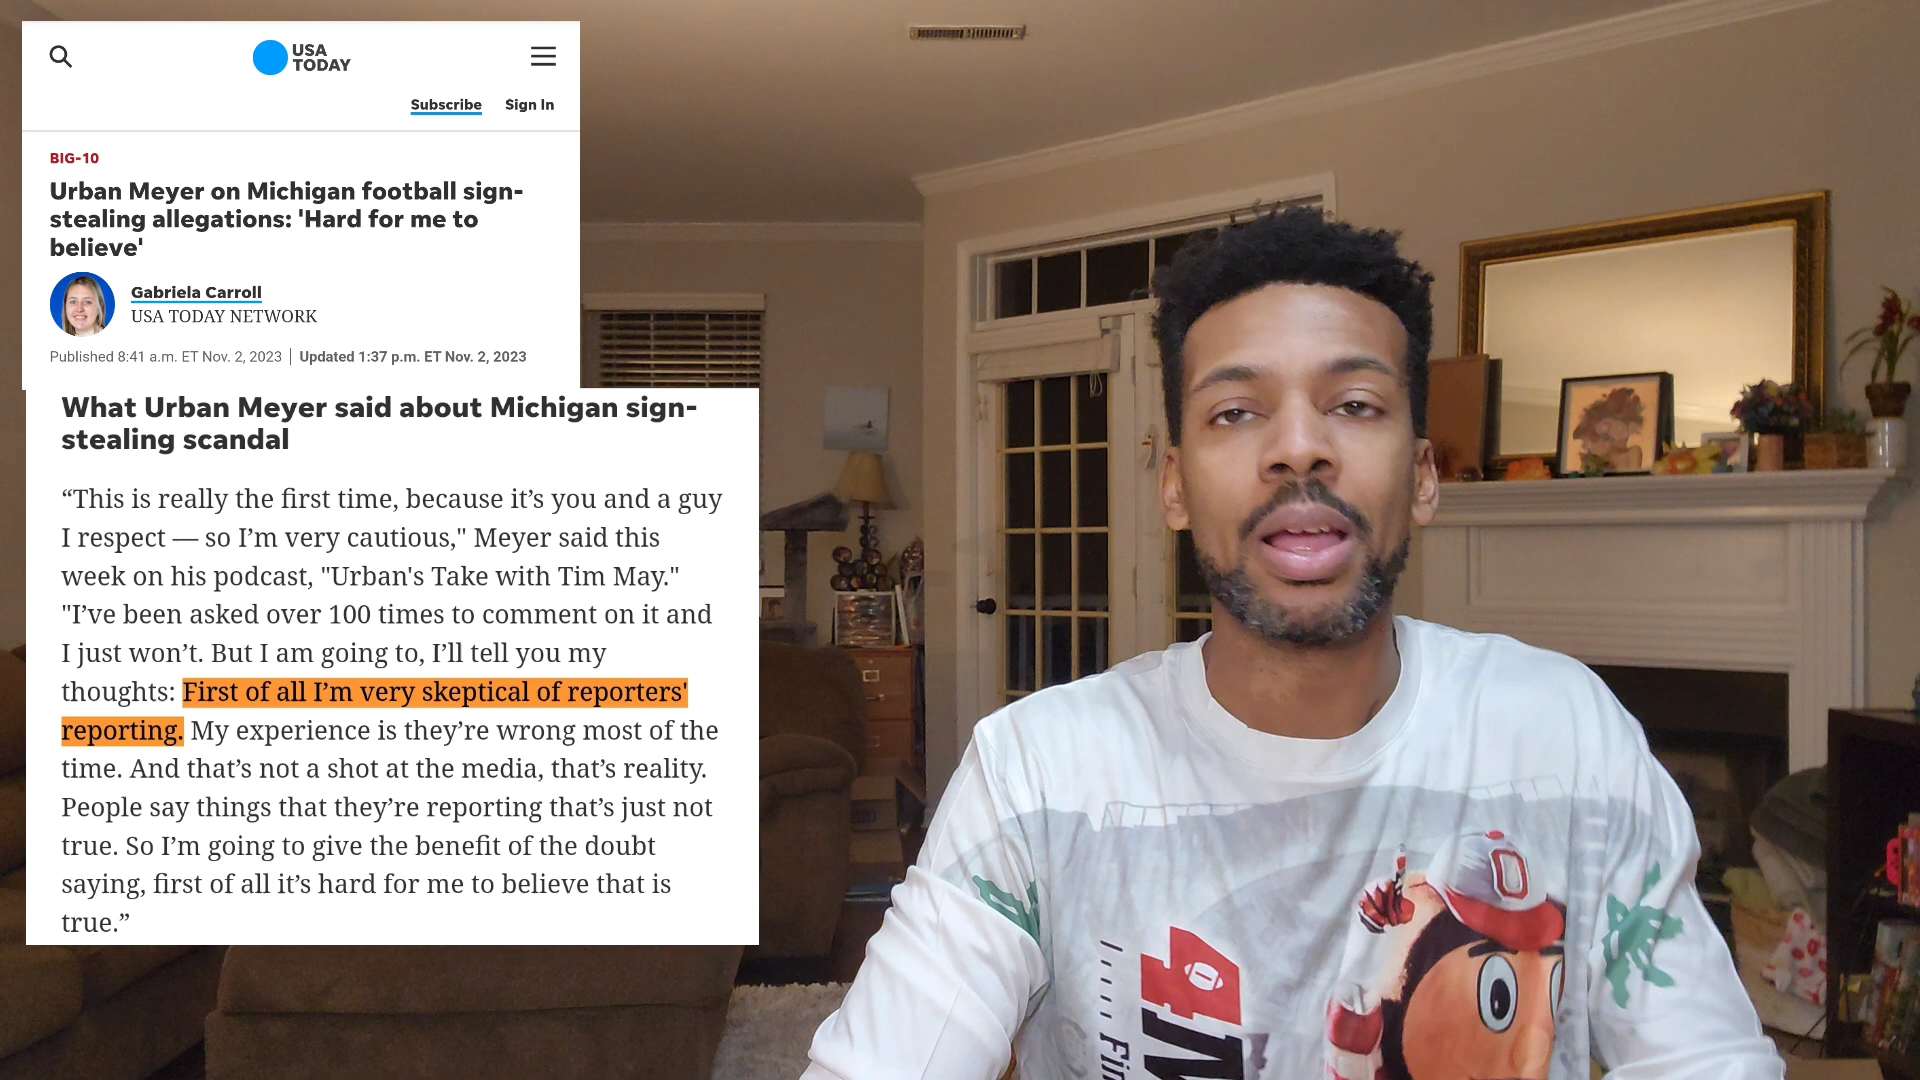 USA
TODAY
Subscribe Sign In
BIG-10
Urban Meyer on Michigan football sign-
stealing allegations: 'Hard for me to
believe'
Gabriela Carroll
USA TODAY NETWORK
Published 8:41 a.m. ET Nov. 2, 2023 | Updated 1:37 p.m. ET Nov. 2, 2023
What Urban Meyer said about Michigan sign-
stealing scandal
“This is really the first time, because it’s you and a guy
I respect — so I’m very cautious," Meyer said this
week on his podcast, "Urban's Take with Tim May."
"I’ve been asked over 100 times to comment on it and
I just won’t. But I am going to, I’ll tell you my
thoughts: First of all I’m very skeptical of reporters'
reporting. My experience is they’re wrong most of the
time. And that’s not a shot at the media, that’s reality.
People say things that they’re reporting that’s just not
true. So I’m going to give the benefit of the doubt
saying, first of all it’s hard for me to believe that is
true.”
O